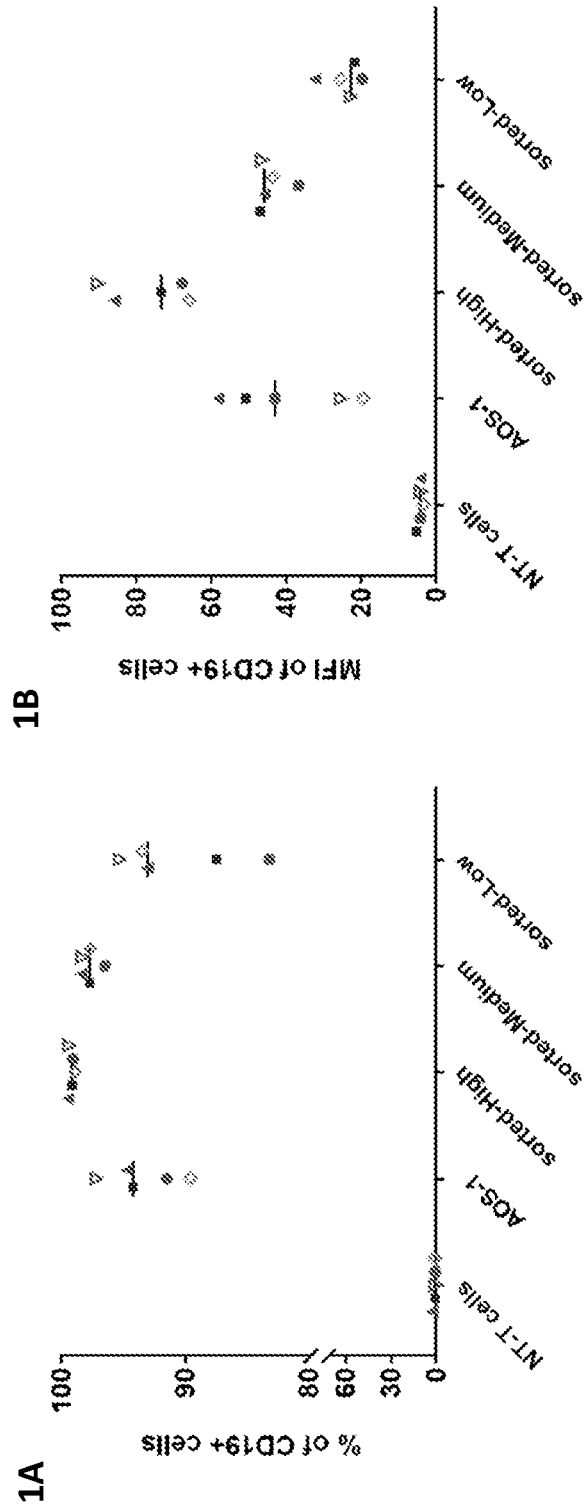 1A
% of CD19+ cells
100
90
80
60
30
0
NT-T cells
AOS-1
sorted-High
sorted-Medium
sorted-Low
1B
MFI of CD19+ cells
100
80
60
40
20
0
NT-T cells
AOS-1
sorted-High
sorted-Medium
sorted-Low